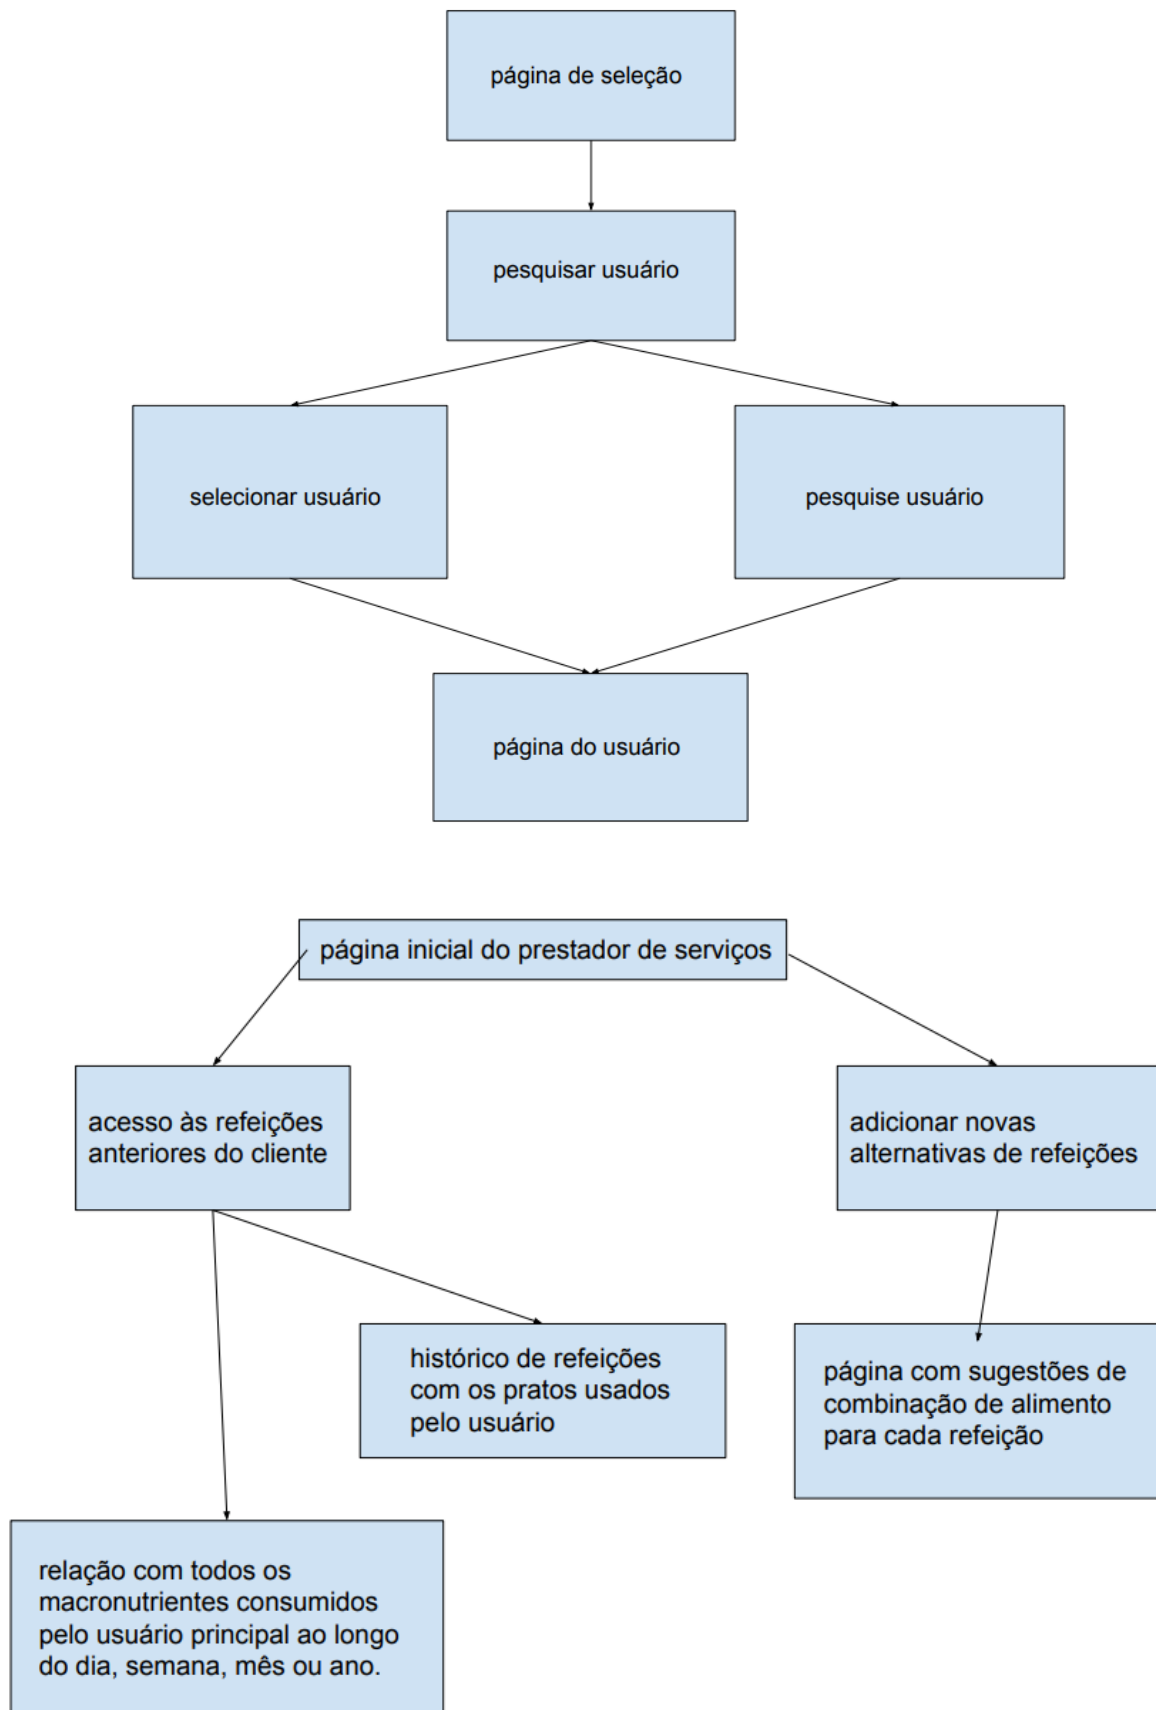 página de seleção
pesquisar usuário
selecionar usuário
pesquise usuário
página do usuário
página inicial do prestador de serviços
acesso às refeições
anteriores do cliente
adicionar novas
alternativas de refeições
histórico de refeições
com os pratos usados
pelo usuário
página com sugestões de
combinação de alimento
para cada refeição
relação com todos os
macronutrientes consumidos
pelo usuário principal ao longo
do dia, semana, mês ou ano.